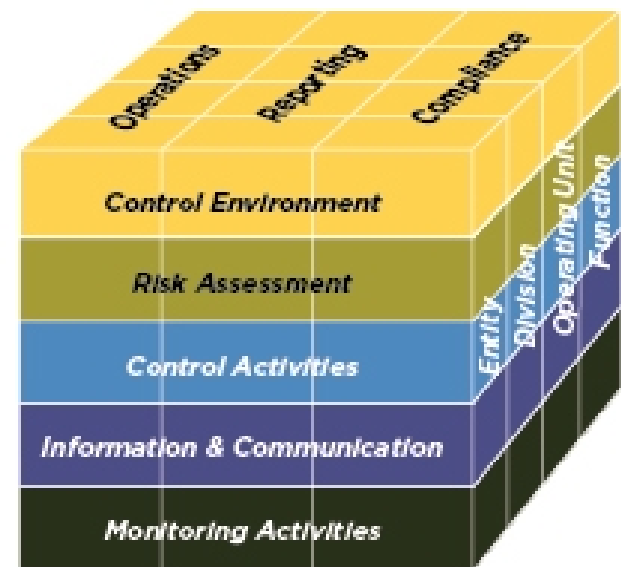 Operations
Reporting
Compliance
Control Environment
Risk Assessment
Control Activities
Information & Communication
Monitoring Activities
Entity
Division
Operating Unit
Function